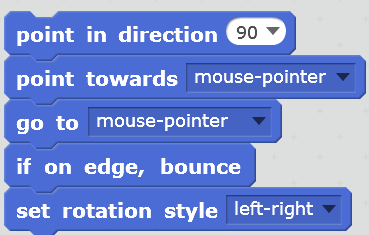 point in direction 90
point towards mouse-pointer
go to mouse-pointer
if on edge, bounce
set rotation style left-right